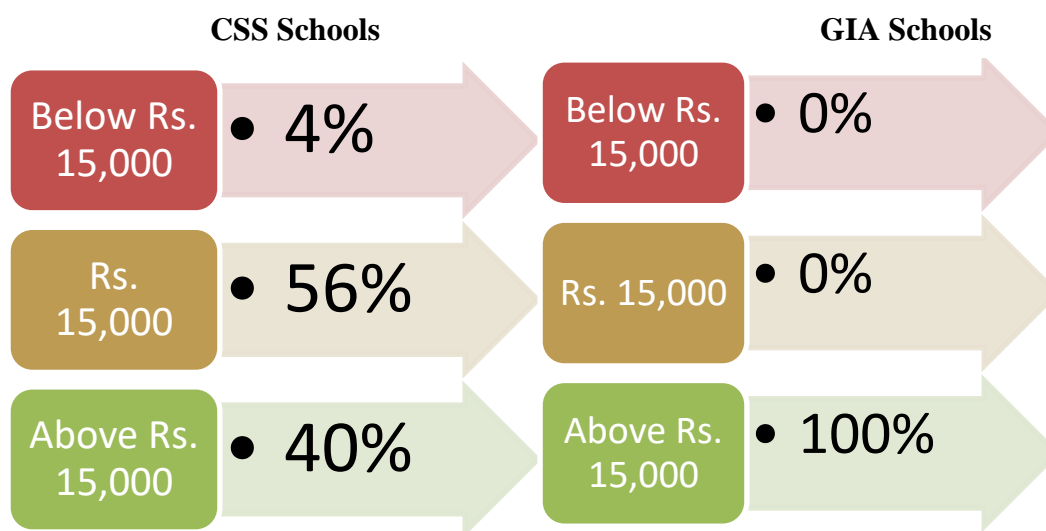 CSS Schools
Below Rs.
15,000
• 4%
Rs.
15,000
• 56%
Above Rs.
15,000
• 40%
GIA Schools
Below Rs.
15,000
• 0%
Rs. 15,000
• 0%
Above Rs.
15,000
• 100%